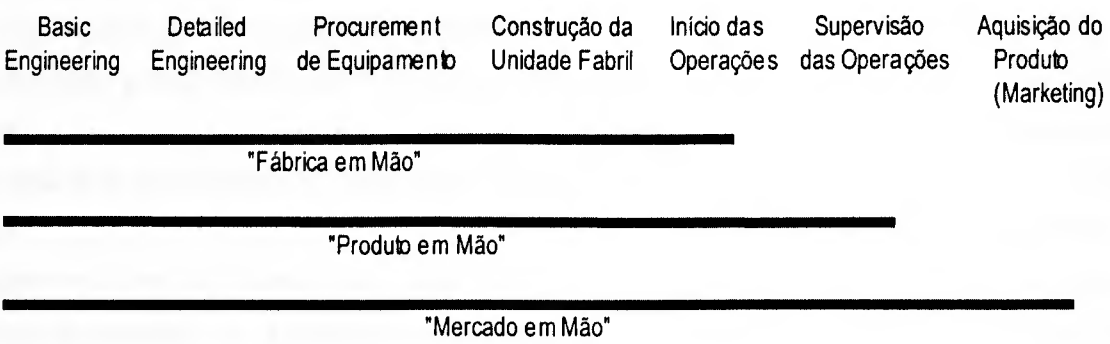 Basic Detailed Procurement Construção da Início das Supervisão Aquisição do
Engineering Engineering de Equipamento Unidade Fabril Operações das Operações Produto
(Marketing)
"Fábrica em Mão"
"Produto em Mão"
"Mercado em Mão"